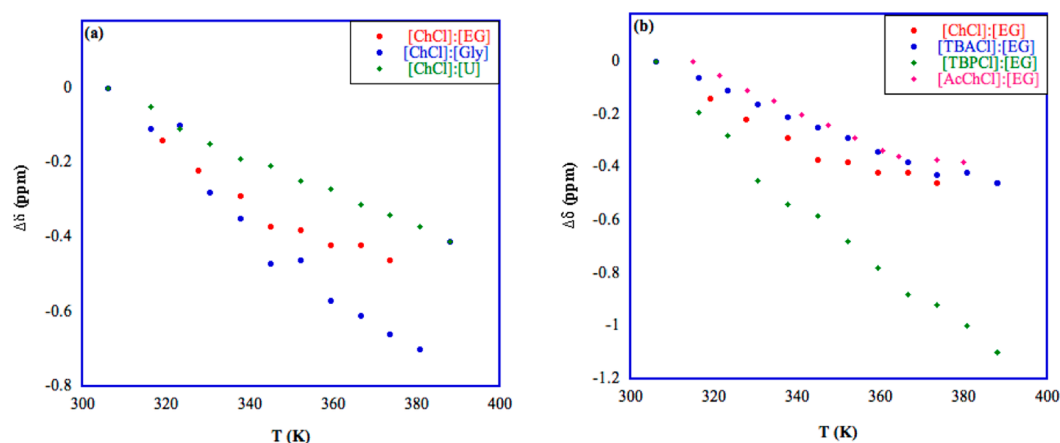 (a)
[ChCl]:[EG]
[ChCl]:[Gly]
[ChCl]:[U]
0
-0.2
-0.4
-0.6
-0.8
Δδ (ppm)
300 320 340 360 380 400
T (K)
(b)
[ChCl]:[EG]
[TBACl]:[EG]
[TBPCl]:[EG]
[AcChCl]:[EG]
0
-0.2
-0.4
-0.6
-0.8
-1
-1.2
Δδ (ppm)
300 320 340 360 380 400
T (K)